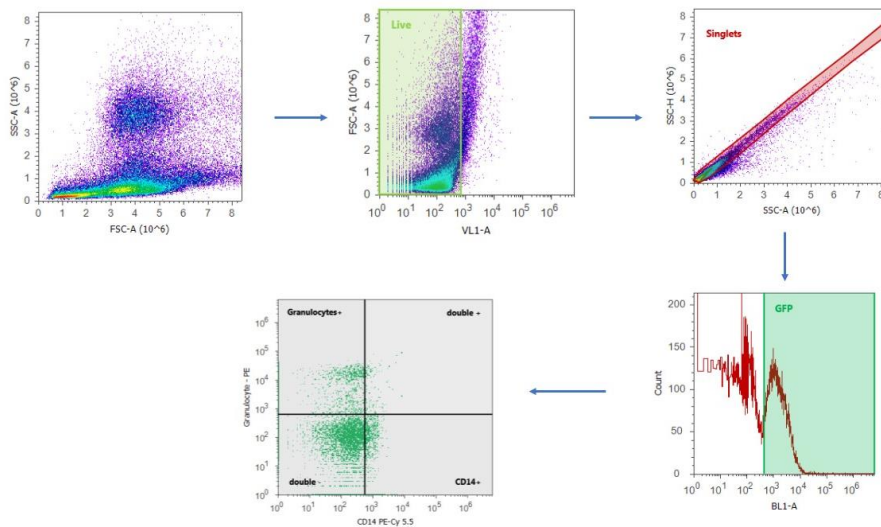 SSC-A (10^6)
8
7
6
5
4
3
2
1
0
0 1 2 3 4 5 6 7 8
FSC-A (10^6)
Live
FSC-A (10^6)
8
7
6
5
4
3
2
1
0
10^0 10^1 10^2 10^3 10^4 10^5 10^6
VL1-A
Singlets
SSC-H (10^6)
8
7
6
5
4
3
2
1
0
0 1 2 3 4 5 6 7 8
SSC-A (10^6)
Granulocytes+
double +
Granulocyte - PE
10^6
10^5
10^4
10^3
10^2
10^1
10^0
double -
CD14+
10^0 10^1 10^2 10^3 10^4 10^5 10^6
CD14 PE-Cy 5.5
GFP
Count
200
150
100
50
0
10^0 10^1 10^2 10^3 10^4 10^5 10^6
BL1-A